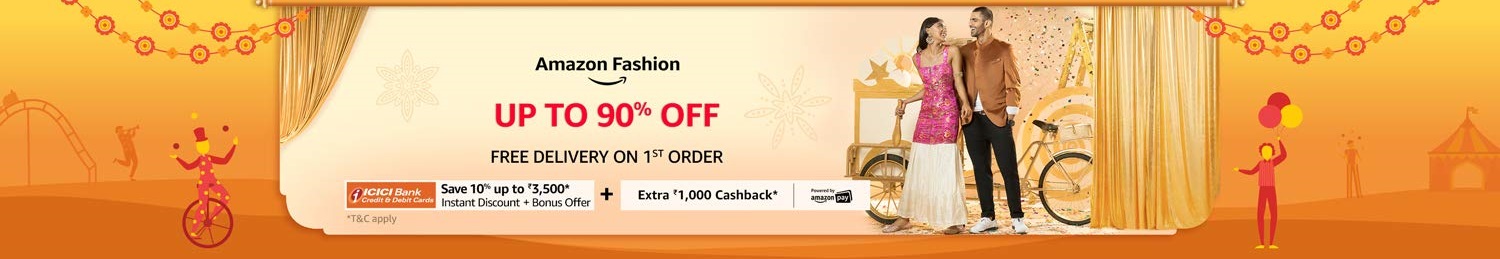 Amazon Fashion
UP TO 90% OFF
FREE DELIVERY ON 1ST ORDER
ICICI Bank
Credit & Debit Cards
Save 10% up to ₹3,500*
Instant Discount + Bonus Offer
+
Extra ₹1,000 Cashback*
Powered by
amazon pay
*T&C apply